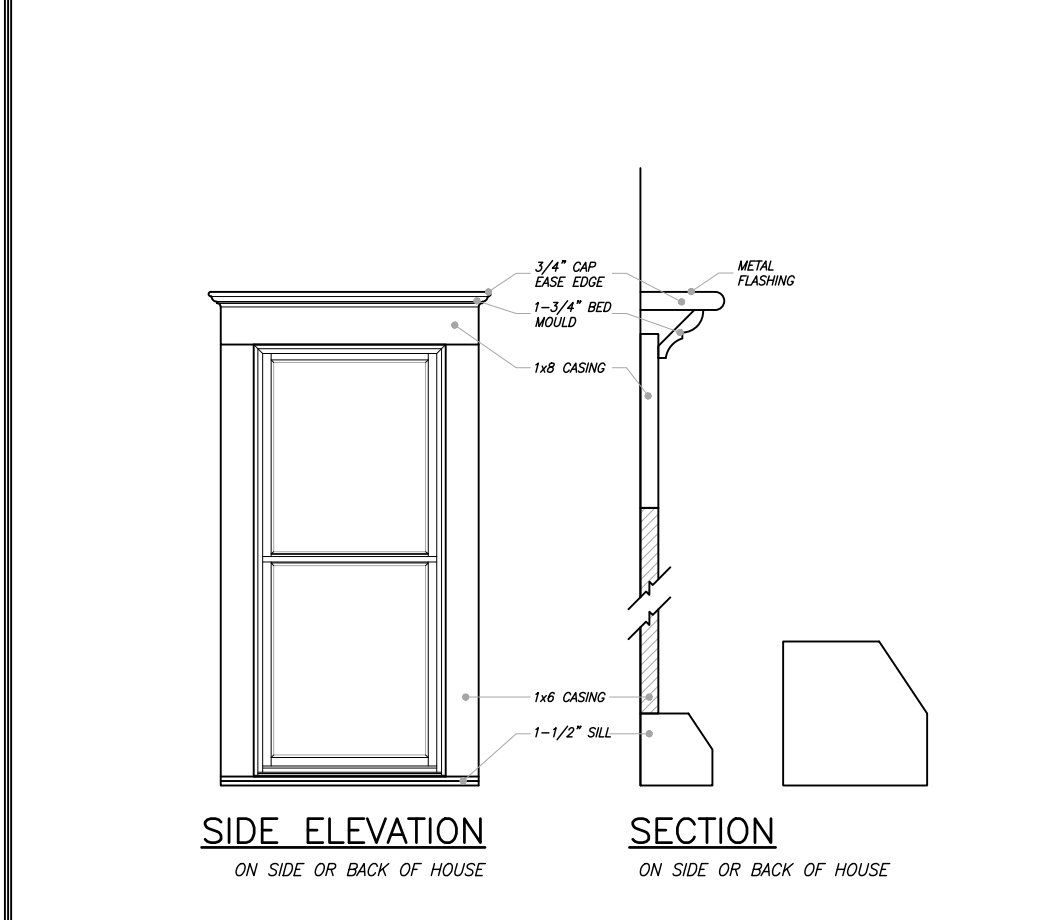 3/4" CAP
EASE EDGE
METAL
FLASHING
1-3/4" BED
MOULD
1x8 CASING
1x6 CASING
1-1/2" SILL
SIDE ELEVATION
ON SIDE OR BACK OF HOUSE
SECTION
ON SIDE OR BACK OF HOUSE